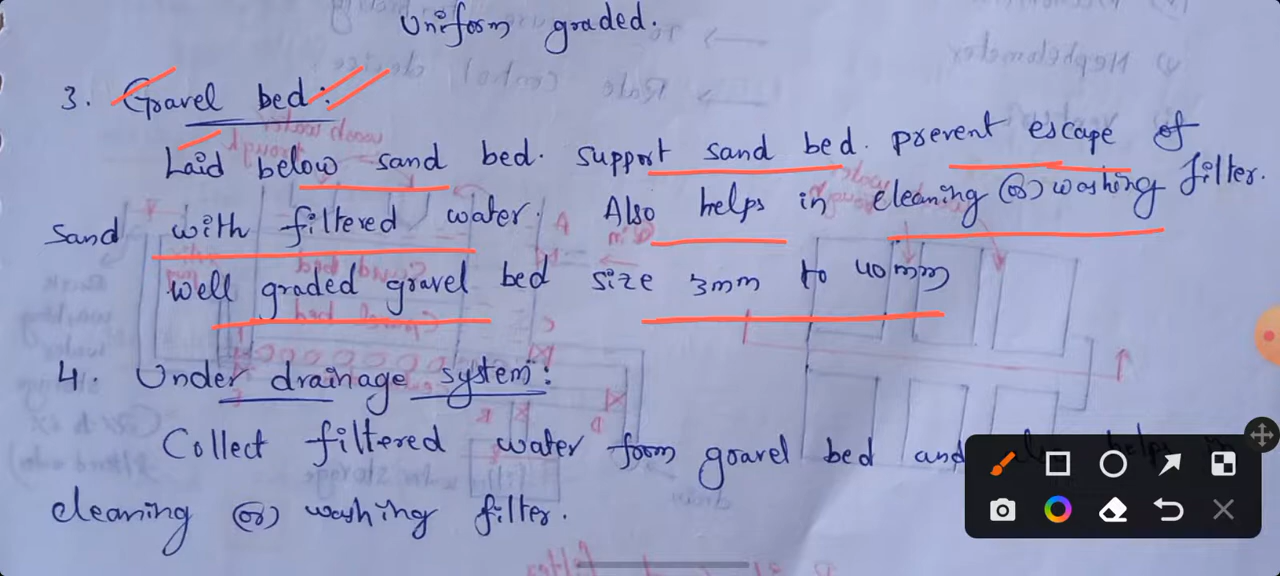 Uniform graded.
3. Gravel bed:
Laid below sand bed. support sand bed. prevent escape of
sand with filtered water. Also helps in cleaning (or) washing filter.
Well graded gravel bed size 3mm to 40mm
4. Under drainage system:
Collect filtered water from gravel bed and helps
cleaning (or) washing filter.